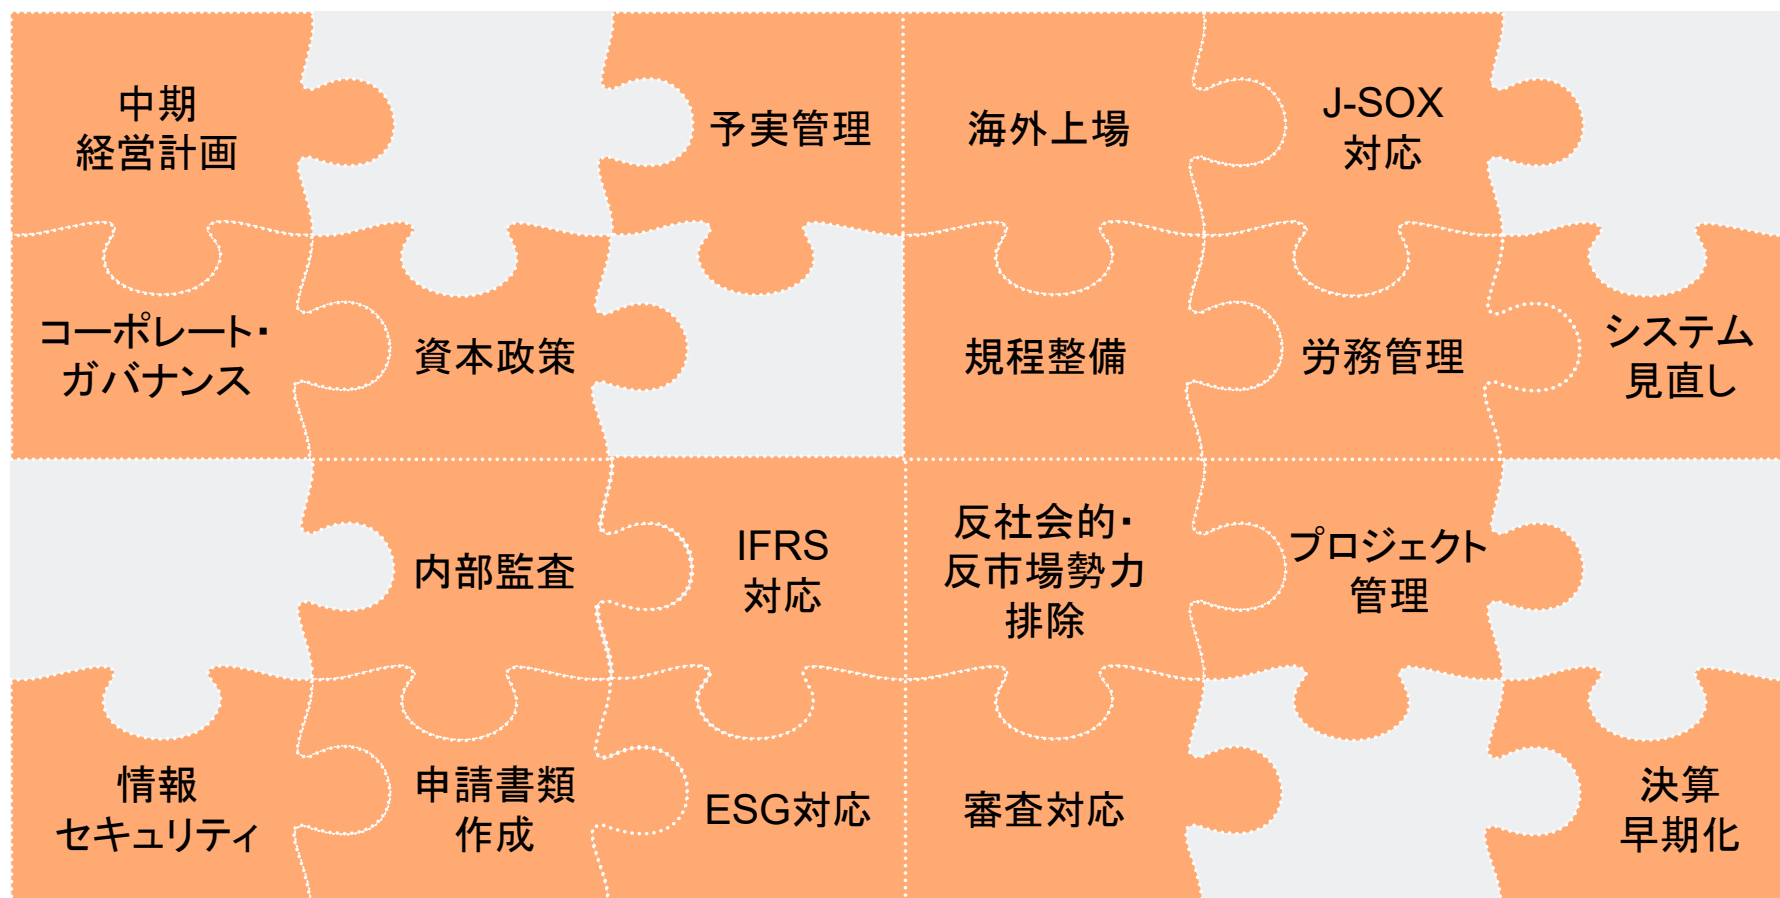 中期
経営計画
予実管理
海外上場
J-SOX
対応
コーポレート・
ガバナンス
資本政策
規程整備
労務管理
システム
見直し
内部監査
IFRS
対応
反社会的・
反市場勢力
排除
プロジェクト
管理
情報
セキュリティ
申請書類
作成
ESG対応
審査対応
決算
早期化